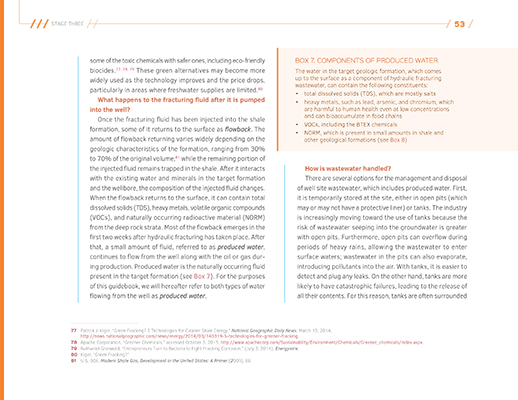 /// STAGE THREE
/ 53 /
some of the toxic chemicals with safer ones, including eco-friendly
biocides.77, 78, 79 These green alternatives may become more
widely used as the technology improves and the price drops,
particularly in areas where freshwater supplies are limited.80
What happens to the fracturing fluid after it is pumped
into the well?
Once the fracturing fluid has been injected into the shale
formation, some of it returns to the surface as flowback. The
amount of flowback returning varies widely depending on the
geologic characteristics of the formation, ranging from 30%
to 70% of the original volume,81 while the remaining portion of
the injected fluid remains trapped in the shale. After it interacts
with the existing water and minerals in the target formation
and the wellbore, the composition of the injected fluid changes.
When the flowback returns to the surface, it can contain total
dissolved solids (TDS), heavy metals, volatile organic compounds
(VOCs), and naturally occurring radioactive material (NORM)
from the deep rock strata. Most of the flowback emerges in the
first two weeks after hydraulic fracturing has taken place. After
that, a small amount of fluid, referred to as produced water,
continues to flow from the well along with the oil or gas dur-
ing production. Produced water is the naturally occurring fluid
present in the target formation (see Box 7). For the purposes
of this guidebook, we will hereafter refer to both types of water
flowing from the well as produced water.
BOX 7. COMPONENTS OF PRODUCED WATER
The water in the target geologic formation, which comes
up to the surface as a component of hydraulic fracturing
wastewater, can contain the following constituents:
• total dissolved solids (TDS), which are mostly salts
• heavy metals, such as lead, arsenic, and chromium, which
are harmful to human health even at low concentrations
and can bioaccumulate in food chains
• VOCs, including the BTEX chemicals
• NORM, which is present in small amounts in shale and
other geological formations (see Box 8)
How is wastewater handled?
There are several options for the management and disposal
of well site wastewater, which includes produced water. First,
it is temporarily stored at the site, either in open pits (which
may or may not have a protective liner) or tanks. The industry
is increasingly moving toward the use of tanks because the
risk of wastewater seeping into the groundwater is greater
with open pits. Furthermore, open pits can overflow during
periods of heavy rains, allowing the wastewater to enter
surface waters; wastewater in the pits can also evaporate,
introducing pollutants into the air. With tanks, it is easier to
detect and plug any leaks. On the other hand, tanks are more
likely to have catastrophic failures, leading to the release of
all their contents. For this reason, tanks are often surrounded
77 Patrick J. Kiger, "Green Fracking? 5 Technologies for Cleaner Shale Energy," National Geographic Daily News, March 19, 2014,
http://news.nationalgeographic.com/news/energy/2014/03/140319-5-technologies-for-greener-fracking.
78 Apache Corporation, "Greener Chemicals," accessed October 3, 2015, http://www.apachecorp.com/Sustainability/Environment/Chemicals/Greener_chemicals/index.aspx.
79 Nathaniel Gronewold, "Entrepreneurs Turn to Bacteria to Fight Fracking Corrosion," (July 3, 2014), Energywire.
80 Kiger, "Green Fracking?"
81 U.S. DOE, Modern Shale Gas, Development in the United States: A Primer (2009), 66.